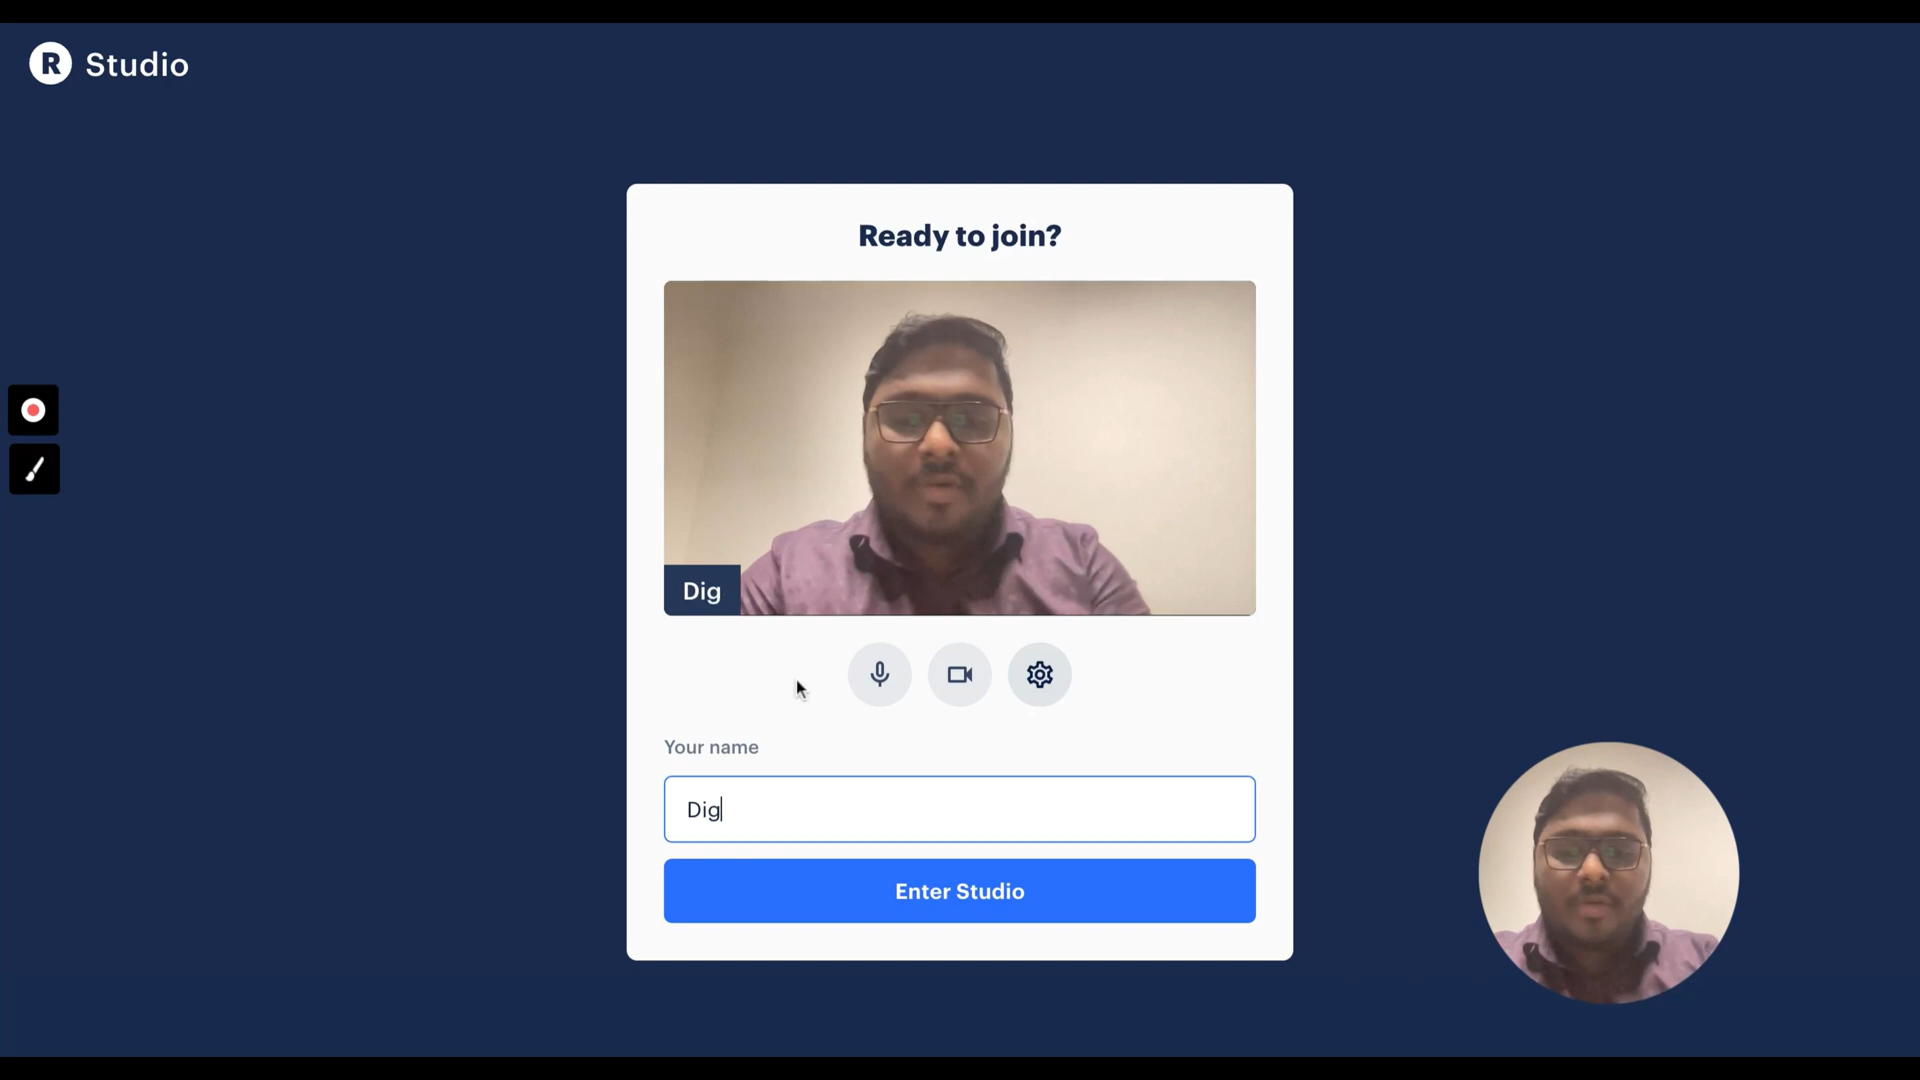 R Studio
Ready to join?
Dig
Your name
Dig
Enter Studio